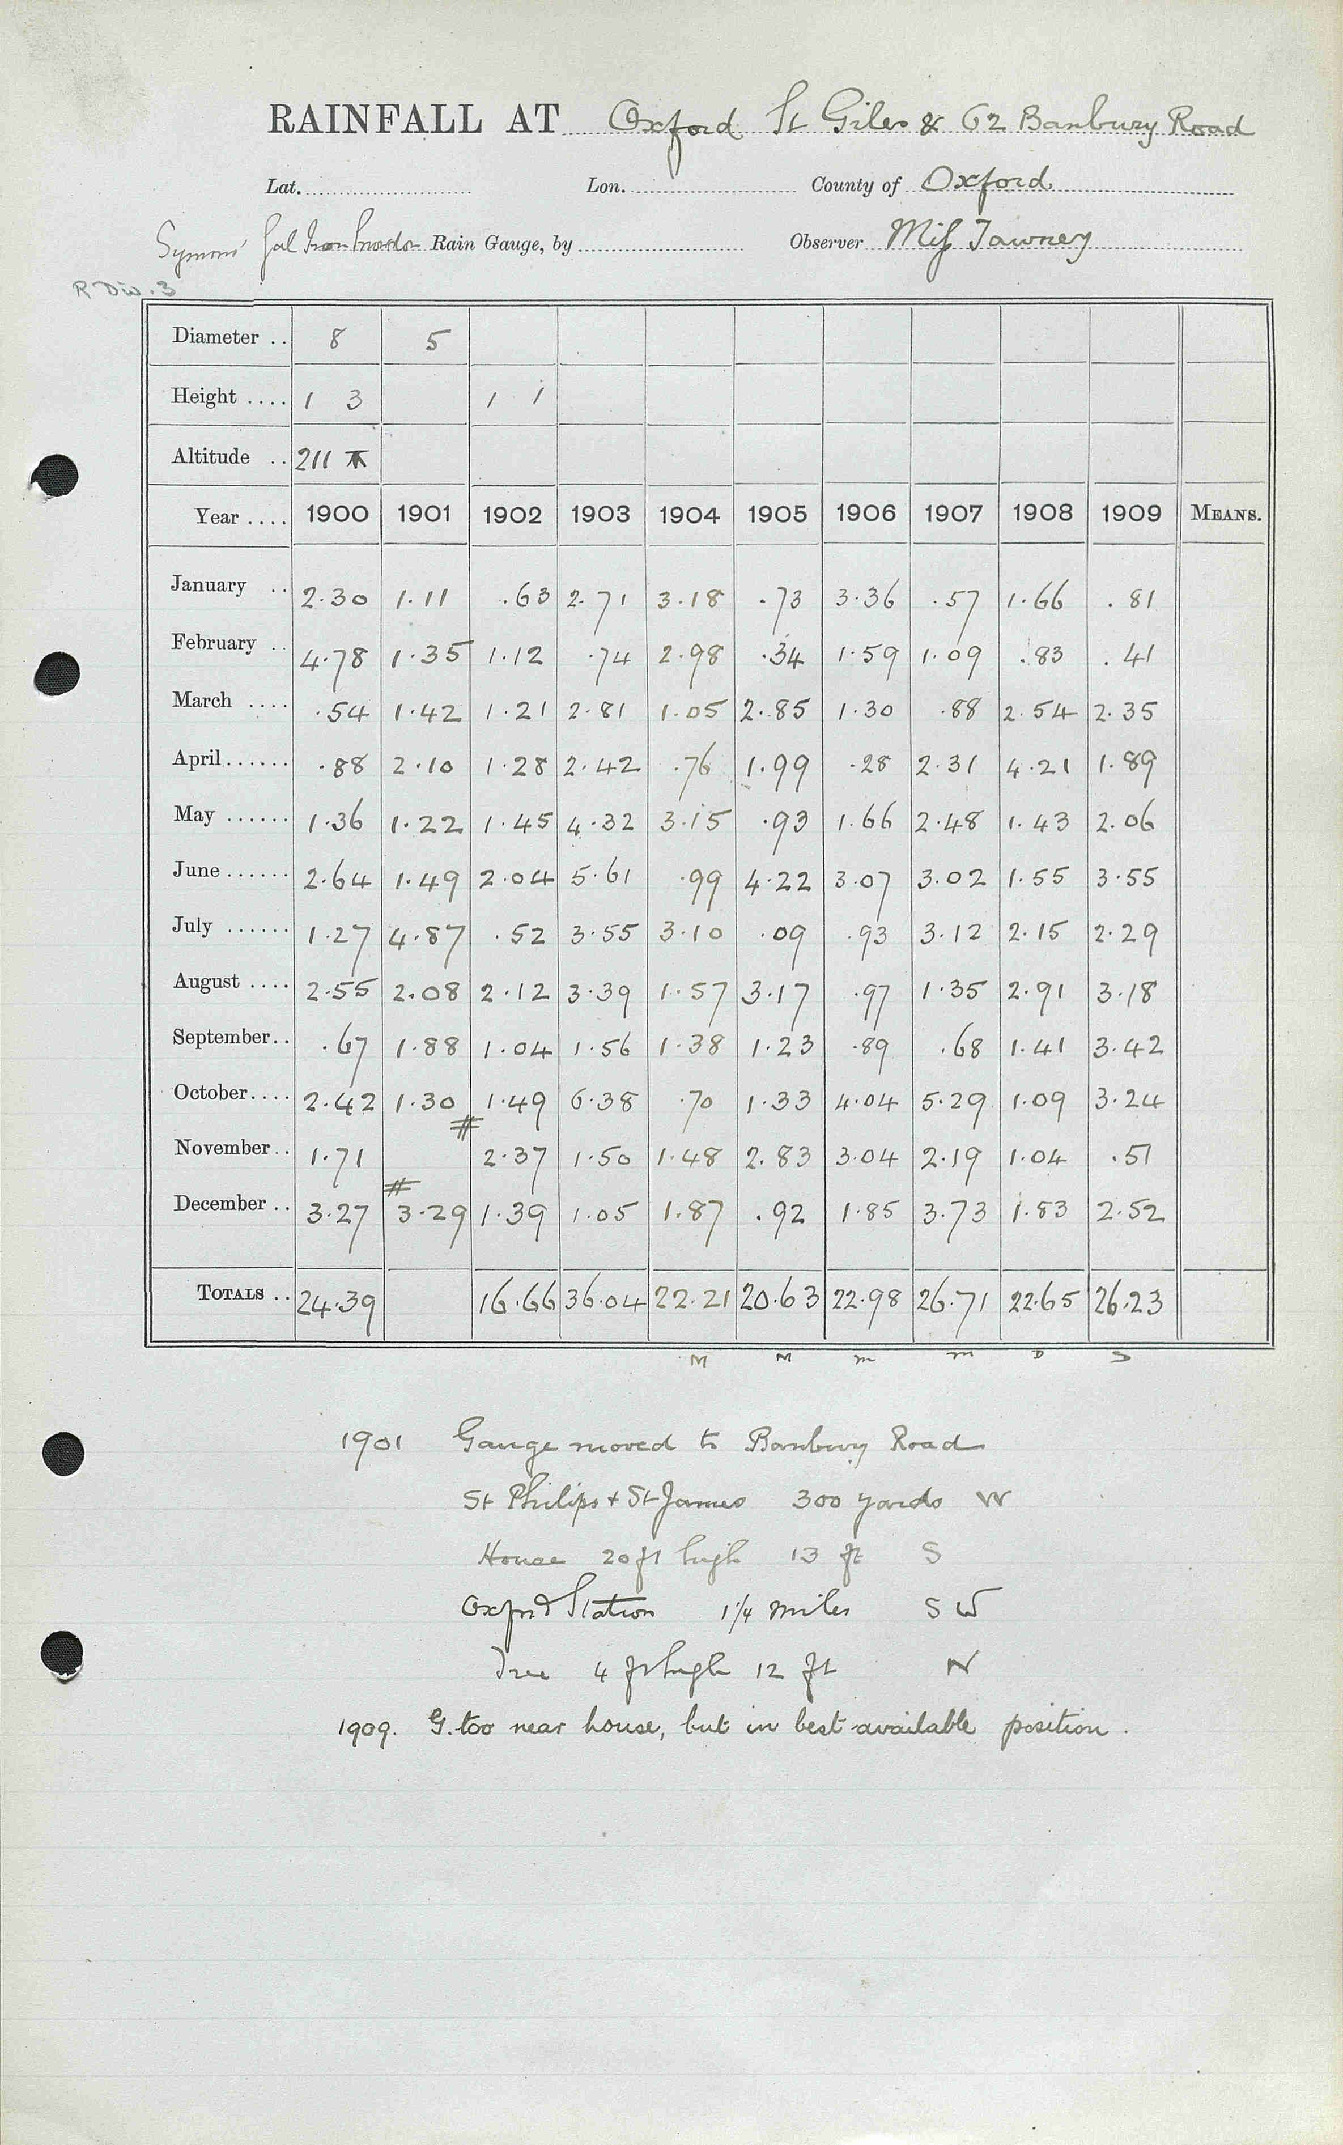 RAINFALL AT Oxford St Giles & 62 Banbury Road
Lat. Lon. County of Oxford
Symons' Gal Iron Snowdon Rain Gauge, by Observer Miss Tawney
R Div. 3
Diameter .. 8 5
Height .... 1 3 1 1
Altitude .. 211
Year .... 1900 1901 1902 1903 1904 1905 1906 1907 1908 1909 MEANS.
January .. 2.30 1.11 .63 2.71 3.18 .73 3.36 .57 1.66 .81
February .. 4.78 1.35 1.12 .74 2.98 .34 1.59 1.09 .83 .41
March .... .54 1.42 1.21 2.81 1.05 2.85 1.30 .88 2.54 2.35
April...... .88 2.10 1.28 2.42 .76 1.99 .28 2.31 4.21 1.89
May ...... 1.36 1.22 1.45 4.32 3.15 .93 1.66 2.48 1.43 2.06
June ...... 2.64 1.49 2.04 5.61 .99 4.22 3.07 3.02 1.55 3.55
July ...... 1.27 4.87 .52 3.55 3.10 .09 .93 3.12 2.15 2.29
August .... 2.55 2.08 2.12 3.39 1.57 3.17 .97 1.35 2.91 3.18
September.. .67 1.88 1.04 1.56 1.38 1.23 .89 .68 1.41 3.42
October.... 2.42 1.30 1.49 6.38 .70 1.33 4.04 5.29 1.09 3.24
#
November.. 1.71 2.37 1.50 1.48 2.83 3.04 2.19 1.04 .51
#
December .. 3.27 3.29 1.39 1.05 1.87 .92 1.85 3.73 1.83 2.52
TOTALS .. 24.39 16.66 36.04 22.21 20.63 22.98 26.71 22.65 26.23
M M m m D S
1901 Gauge moved to Banbury Road
St Philips + St James 300 yards W
House 20 ft high 13 ft S
Oxford Station 1 1/4 miles SW
Tree 4 ft high 12 ft N
1909. G. too near house, but in best available position.